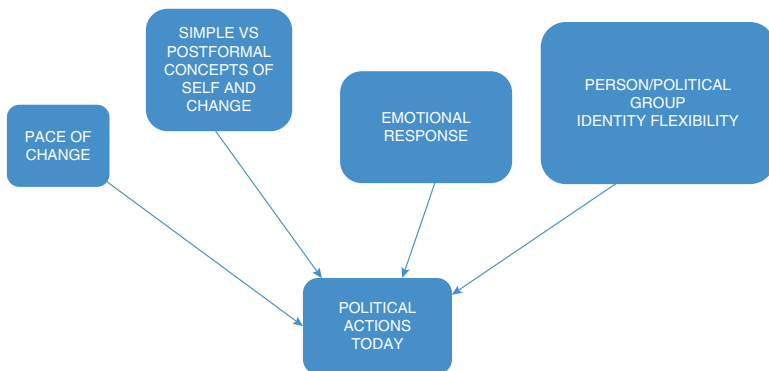 PACE OF
CHANGE
SIMPLE VS
POSTFORMAL
CONCEPTS OF
SELF AND
CHANGE
EMOTIONAL
RESPONSE
PERSON/POLITICAL
GROUP
IDENTITY FLEXIBILITY
POLITICAL
ACTIONS
TODAY